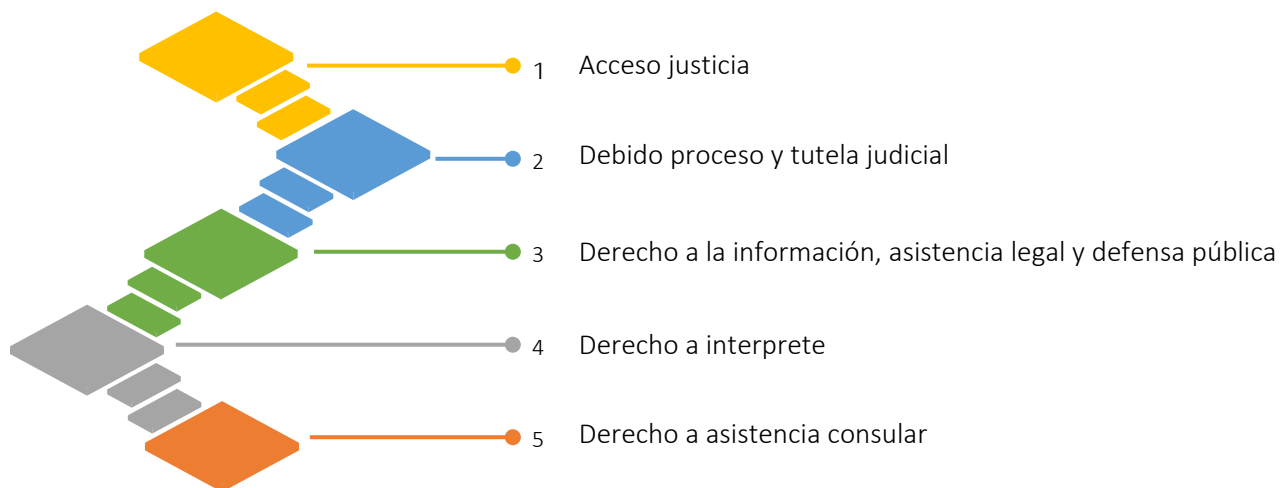 1 Acceso justicia
2 Debido proceso y tutela judicial
3 Derecho a la información, asistencia legal y defensa pública
4 Derecho a interprete
5 Derecho a asistencia consular